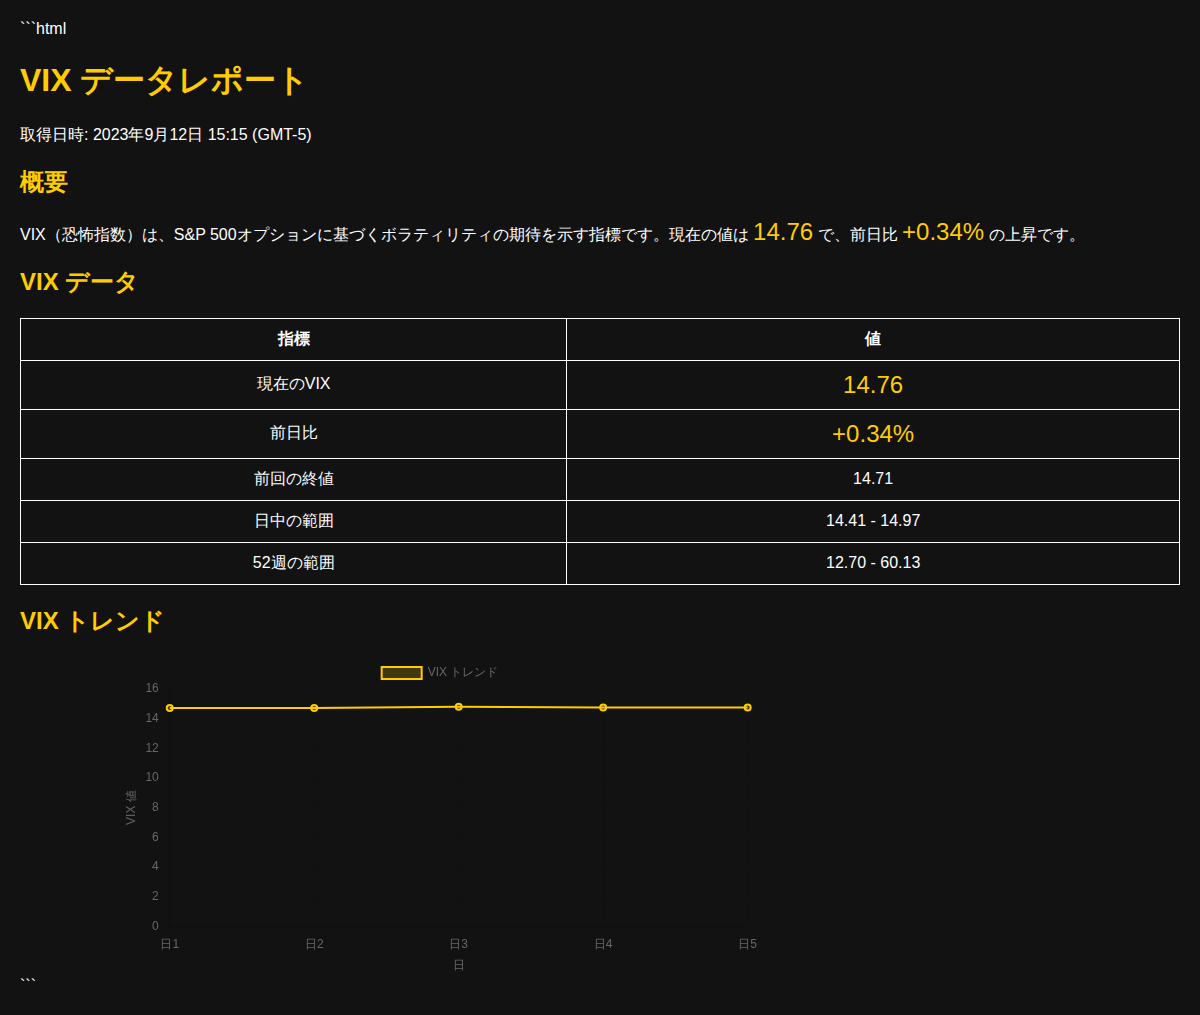 ```html
VIX データレポート
取得日時: 2023年9月12日 15:15 (GMT-5)
概要
VIX（恐怖指数）は、S&P 500オプションに基づくボラティリティの期待を示す指標です。現在の値は 14.76 で、前日比 +0.34% の上昇です。
VIX データ
指標 値
現在のVIX 14.76
前日比 +0.34%
前回の終値 14.71
日中の範囲 14.41 - 14.97
52週の範囲 12.70 - 60.13
VIX トレンド
VIX トレンド
16
14
12
10
8
6
4
2
0
VIX 値
日1 日2 日3 日4 日5
日
```